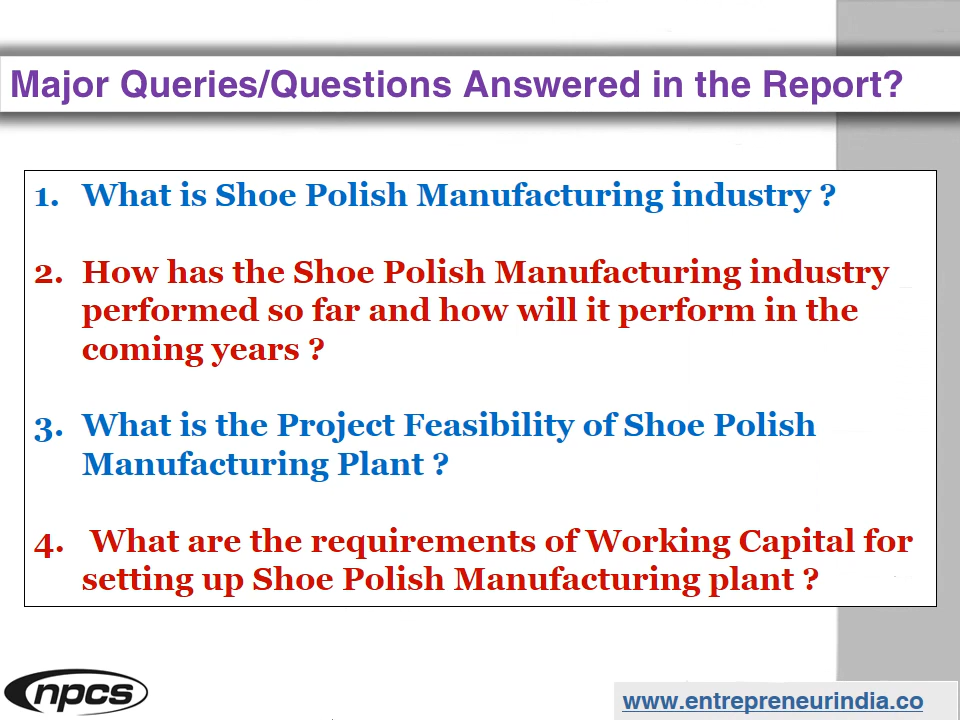 Major Queries/Questions Answered in the Report?
1. What is Shoe Polish Manufacturing industry ?
2. How has the Shoe Polish Manufacturing industry
performed so far and how will it perform in the
coming years ?
3. What is the Project Feasibility of Shoe Polish
Manufacturing Plant ?
4. What are the requirements of Working Capital for
setting up Shoe Polish Manufacturing plant ?
npcs
www.entrepreneurindia.co